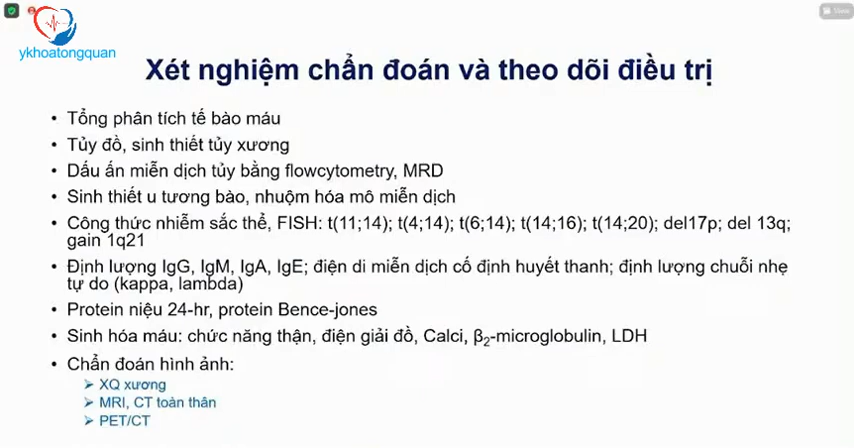 View
ykhoatongquan
Xét nghiệm chẩn đoán và theo dõi điều trị
• Tổng phân tích tế bào máu
• Tủy đồ, sinh thiết tủy xương
• Dấu ấn miễn dịch tủy bằng flowcytometry, MRD
• Sinh thiết u tương bào, nhuộm hóa mô miễn dịch
• Công thức nhiễm sắc thể, FISH: t(11;14); t(4;14); t(6;14); t(14;16); t(14;20); del17p; del 13q;
gain 1q21
• Định lượng IgG, IgM, IgA, IgE; điện di miễn dịch cố định huyết thanh; định lượng chuỗi nhẹ
tự do (kappa, lambda)
• Protein niệu 24-hr, protein Bence-jones
• Sinh hóa máu: chức năng thận, điện giải đồ, Calci, β₂-microglobulin, LDH
• Chẩn đoán hình ảnh:
➢ XQ xương
➢ MRI, CT toàn thân
➢ PET/CT